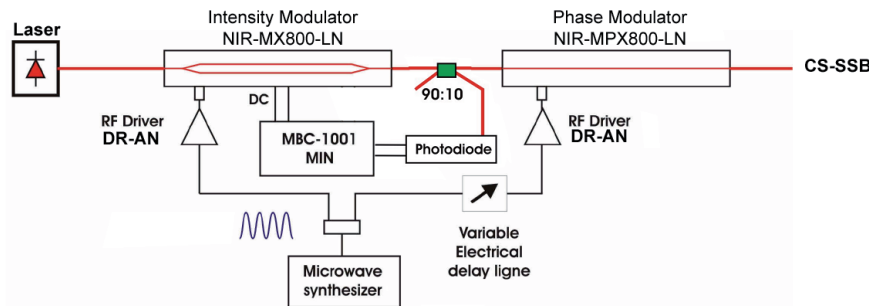 Intensity Modulator
NIR-MX800-LN
Phase Modulator
NIR-MPX800-LN
Laser
CS-SSB
DC
90:10
RF Driver
DR-AN
MBC-1001
MIN
Photodiode
RF Driver
DR-AN
Variable
Electrical
delay ligne
Microwave
synthesizer